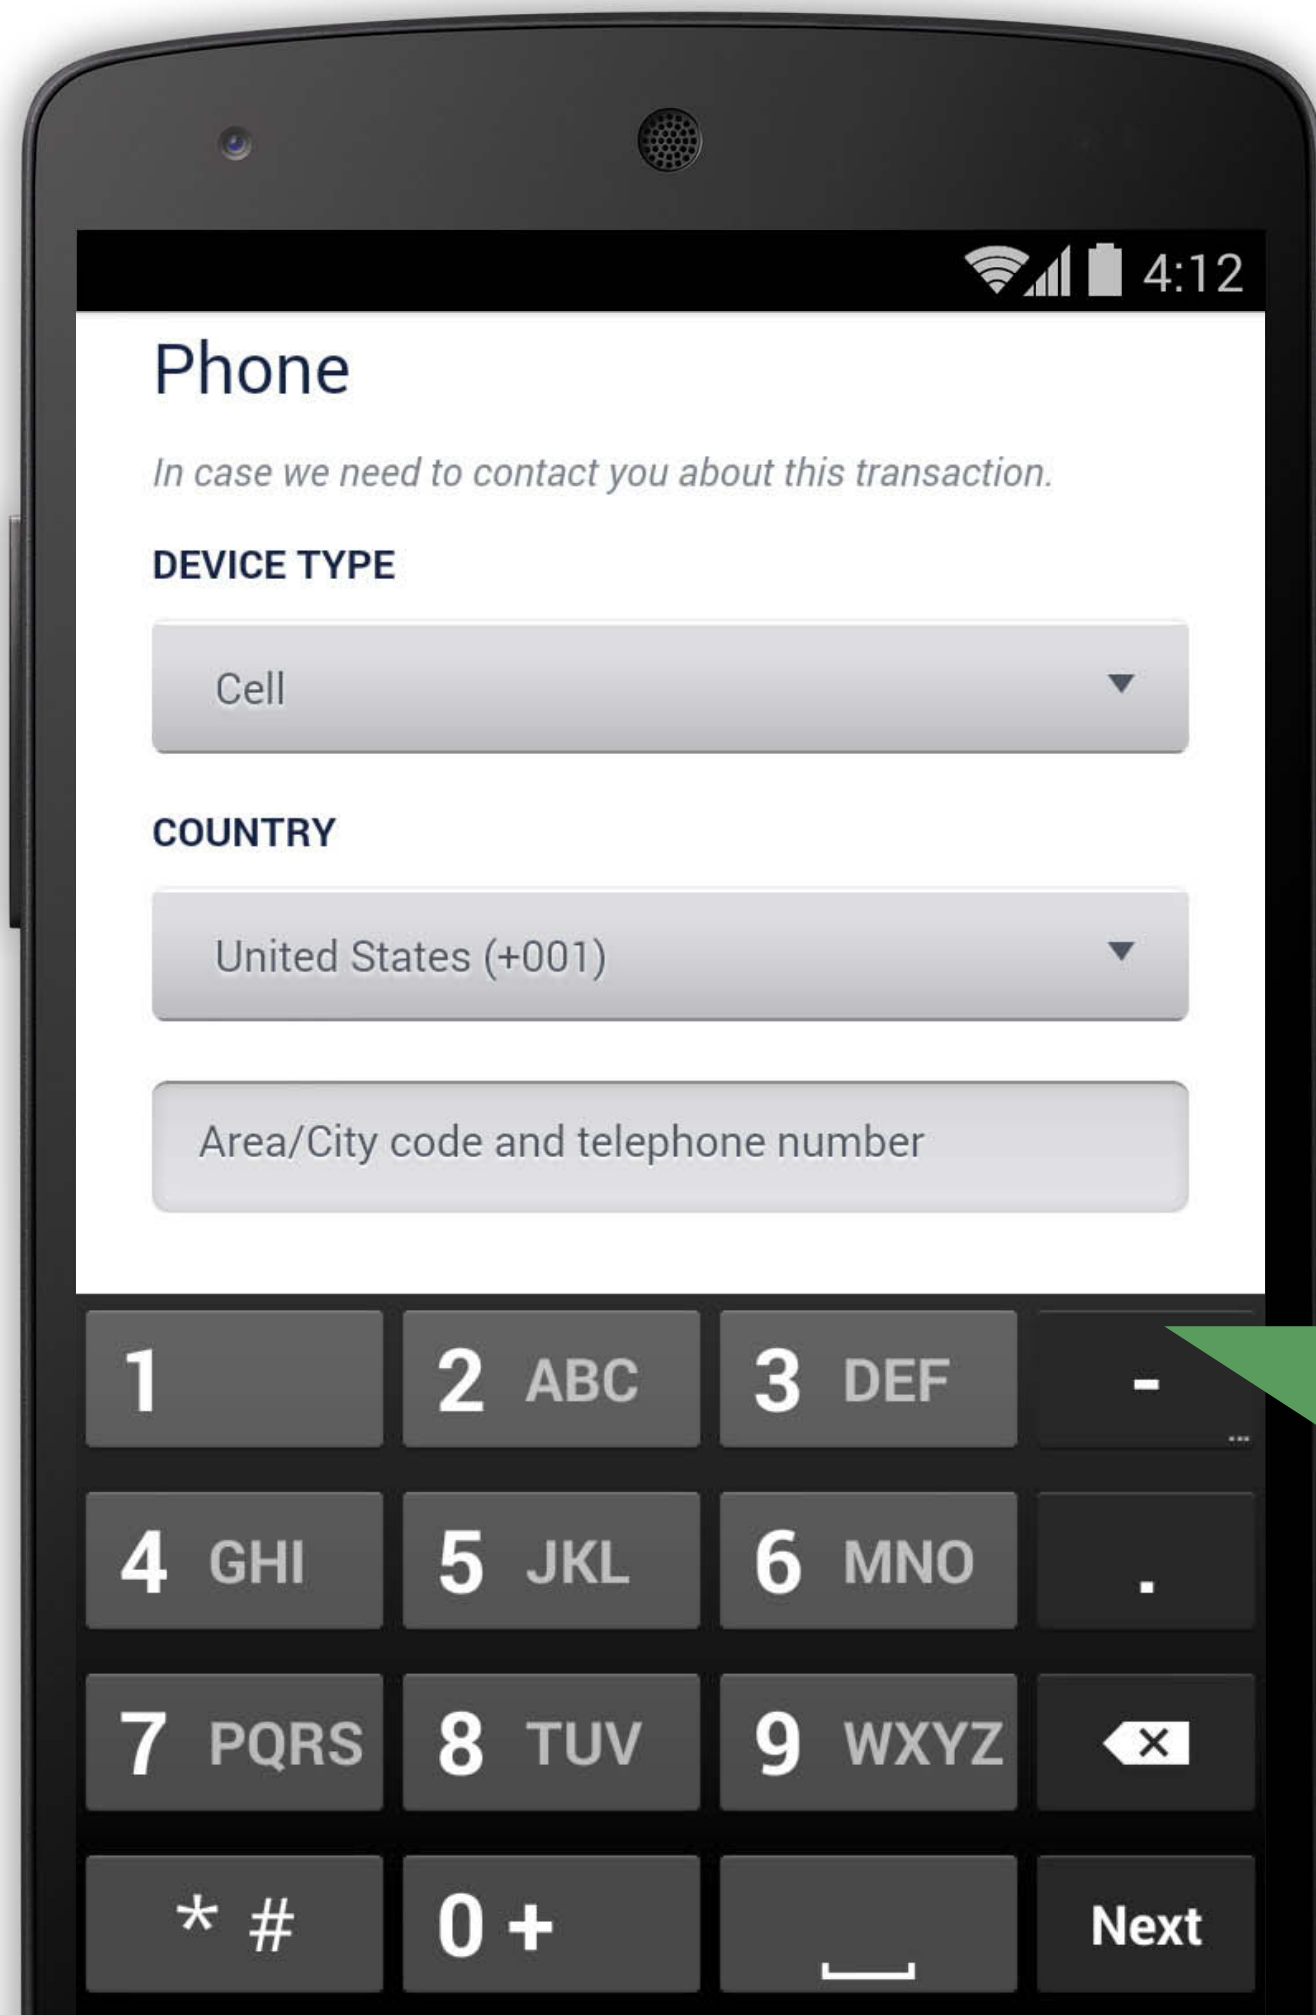 4:12
Phone
In case we need to contact you about this transaction.
DEVICE TYPE
Cell
COUNTRY
United States (+001)
Area/City code and telephone number
1 2 ABC 3 DEF -
...
4 GHI 5 JKL 6 MNO .
7 PQRS 8 TUV 9 WXYZ
* # 0 + Next